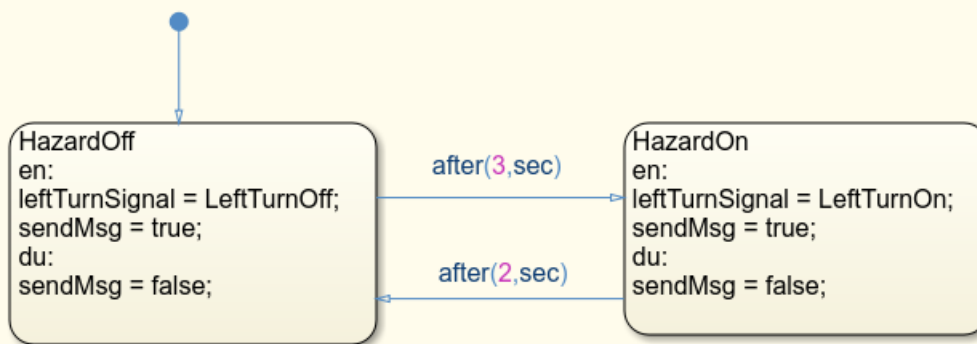 HazardOff
en:
leftTurnSignal = LeftTurnOff;
sendMsg = true;
du:
sendMsg = false;
after(3,sec)
after(2,sec)
HazardOn
en:
leftTurnSignal = LeftTurnOn;
sendMsg = true;
du:
sendMsg = false;